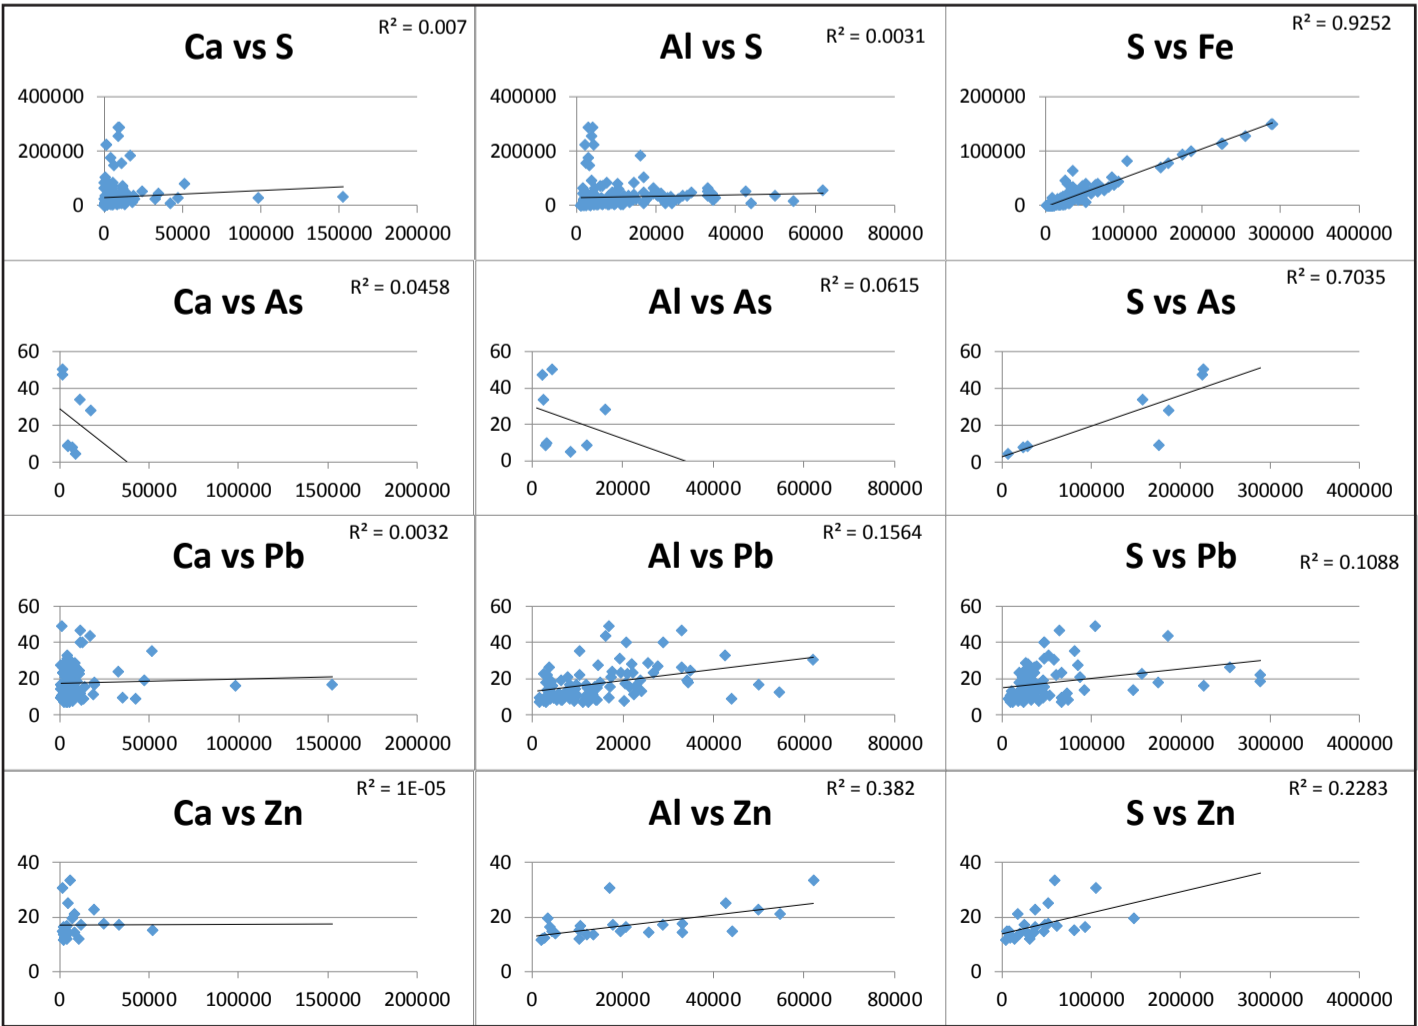 Ca vs S
R² = 0.007
400000
200000
0
0 50000 100000 150000 200000
Al vs S
R² = 0.0031
400000
200000
0
0 20000 40000 60000 80000
S vs Fe
R² = 0.9252
200000
100000
0
0 100000 200000 300000 400000
Ca vs As
R² = 0.0458
60
40
20
0
0 50000 100000 150000 200000
Al vs As
R² = 0.0615
60
40
20
0
0 20000 40000 60000 80000
S vs As
R² = 0.7035
60
40
20
0
0 100000 200000 300000 400000
Ca vs Pb
R² = 0.0032
60
40
20
0
0 50000 100000 150000 200000
Al vs Pb
R² = 0.1564
60
40
20
0
0 20000 40000 60000 80000
S vs Pb
R² = 0.1088
60
40
20
0
0 100000 200000 300000 400000
Ca vs Zn
R² = 1E-05
40
20
0
0 50000 100000 150000 200000
Al vs Zn
R² = 0.382
40
20
0
0 20000 40000 60000 80000
S vs Zn
R² = 0.2283
40
20
0
0 100000 200000 300000 400000